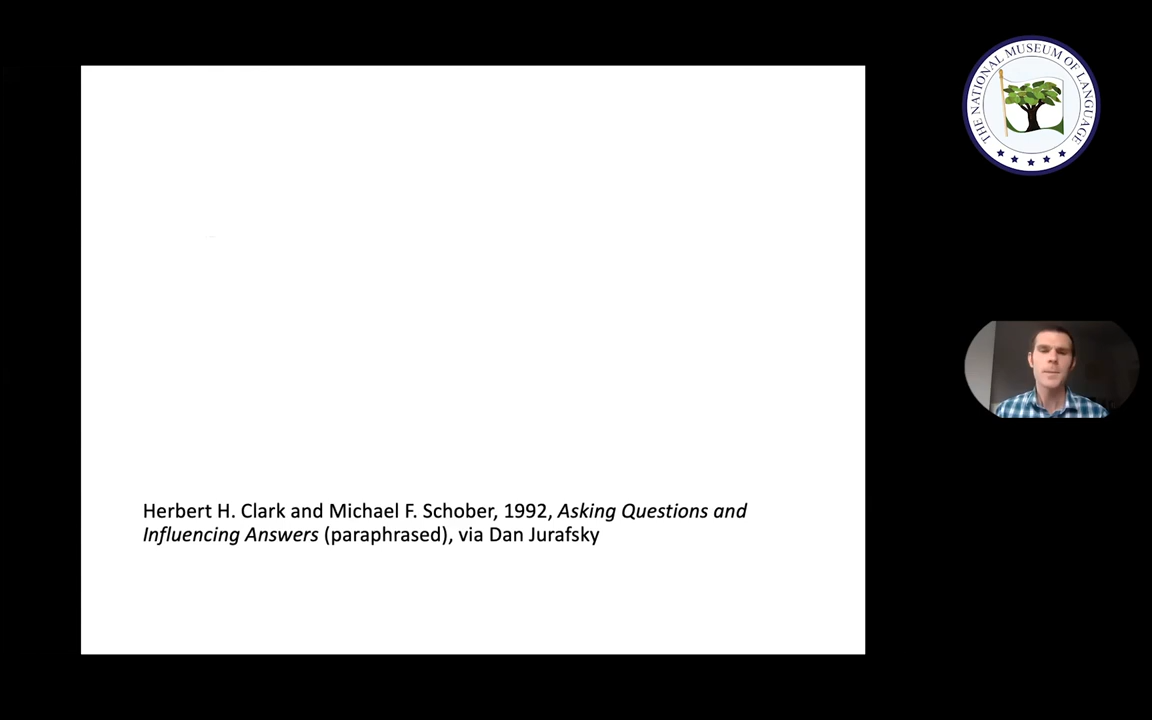 THE NATIONAL MUSEUM OF LANGUAGE
Herbert H. Clark and Michael F. Schober, 1992, Asking Questions and
Influencing Answers (paraphrased), via Dan Jurafsky